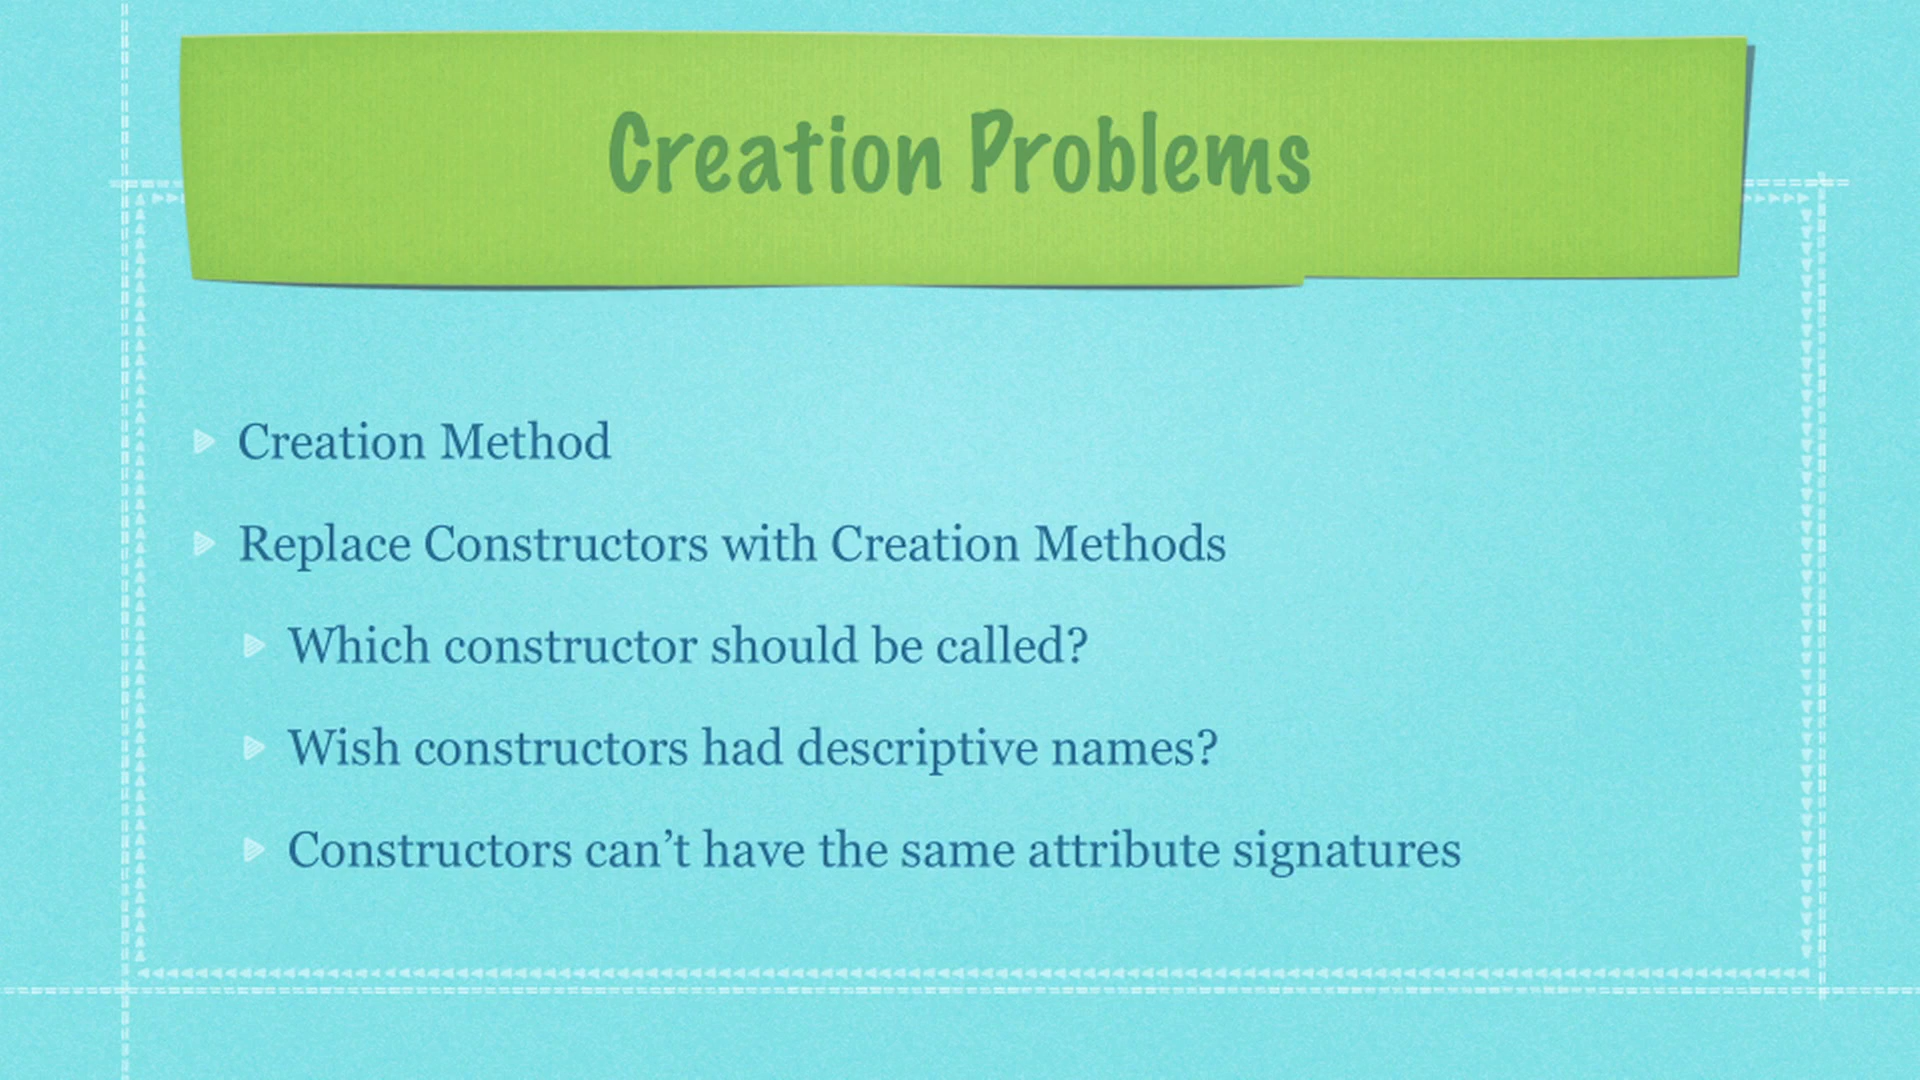 Creation Problems
Creation Method
Replace Constructors with Creation Methods
Which constructor should be called?
Wish constructors had descriptive names?
Constructors can’t have the same attribute signatures